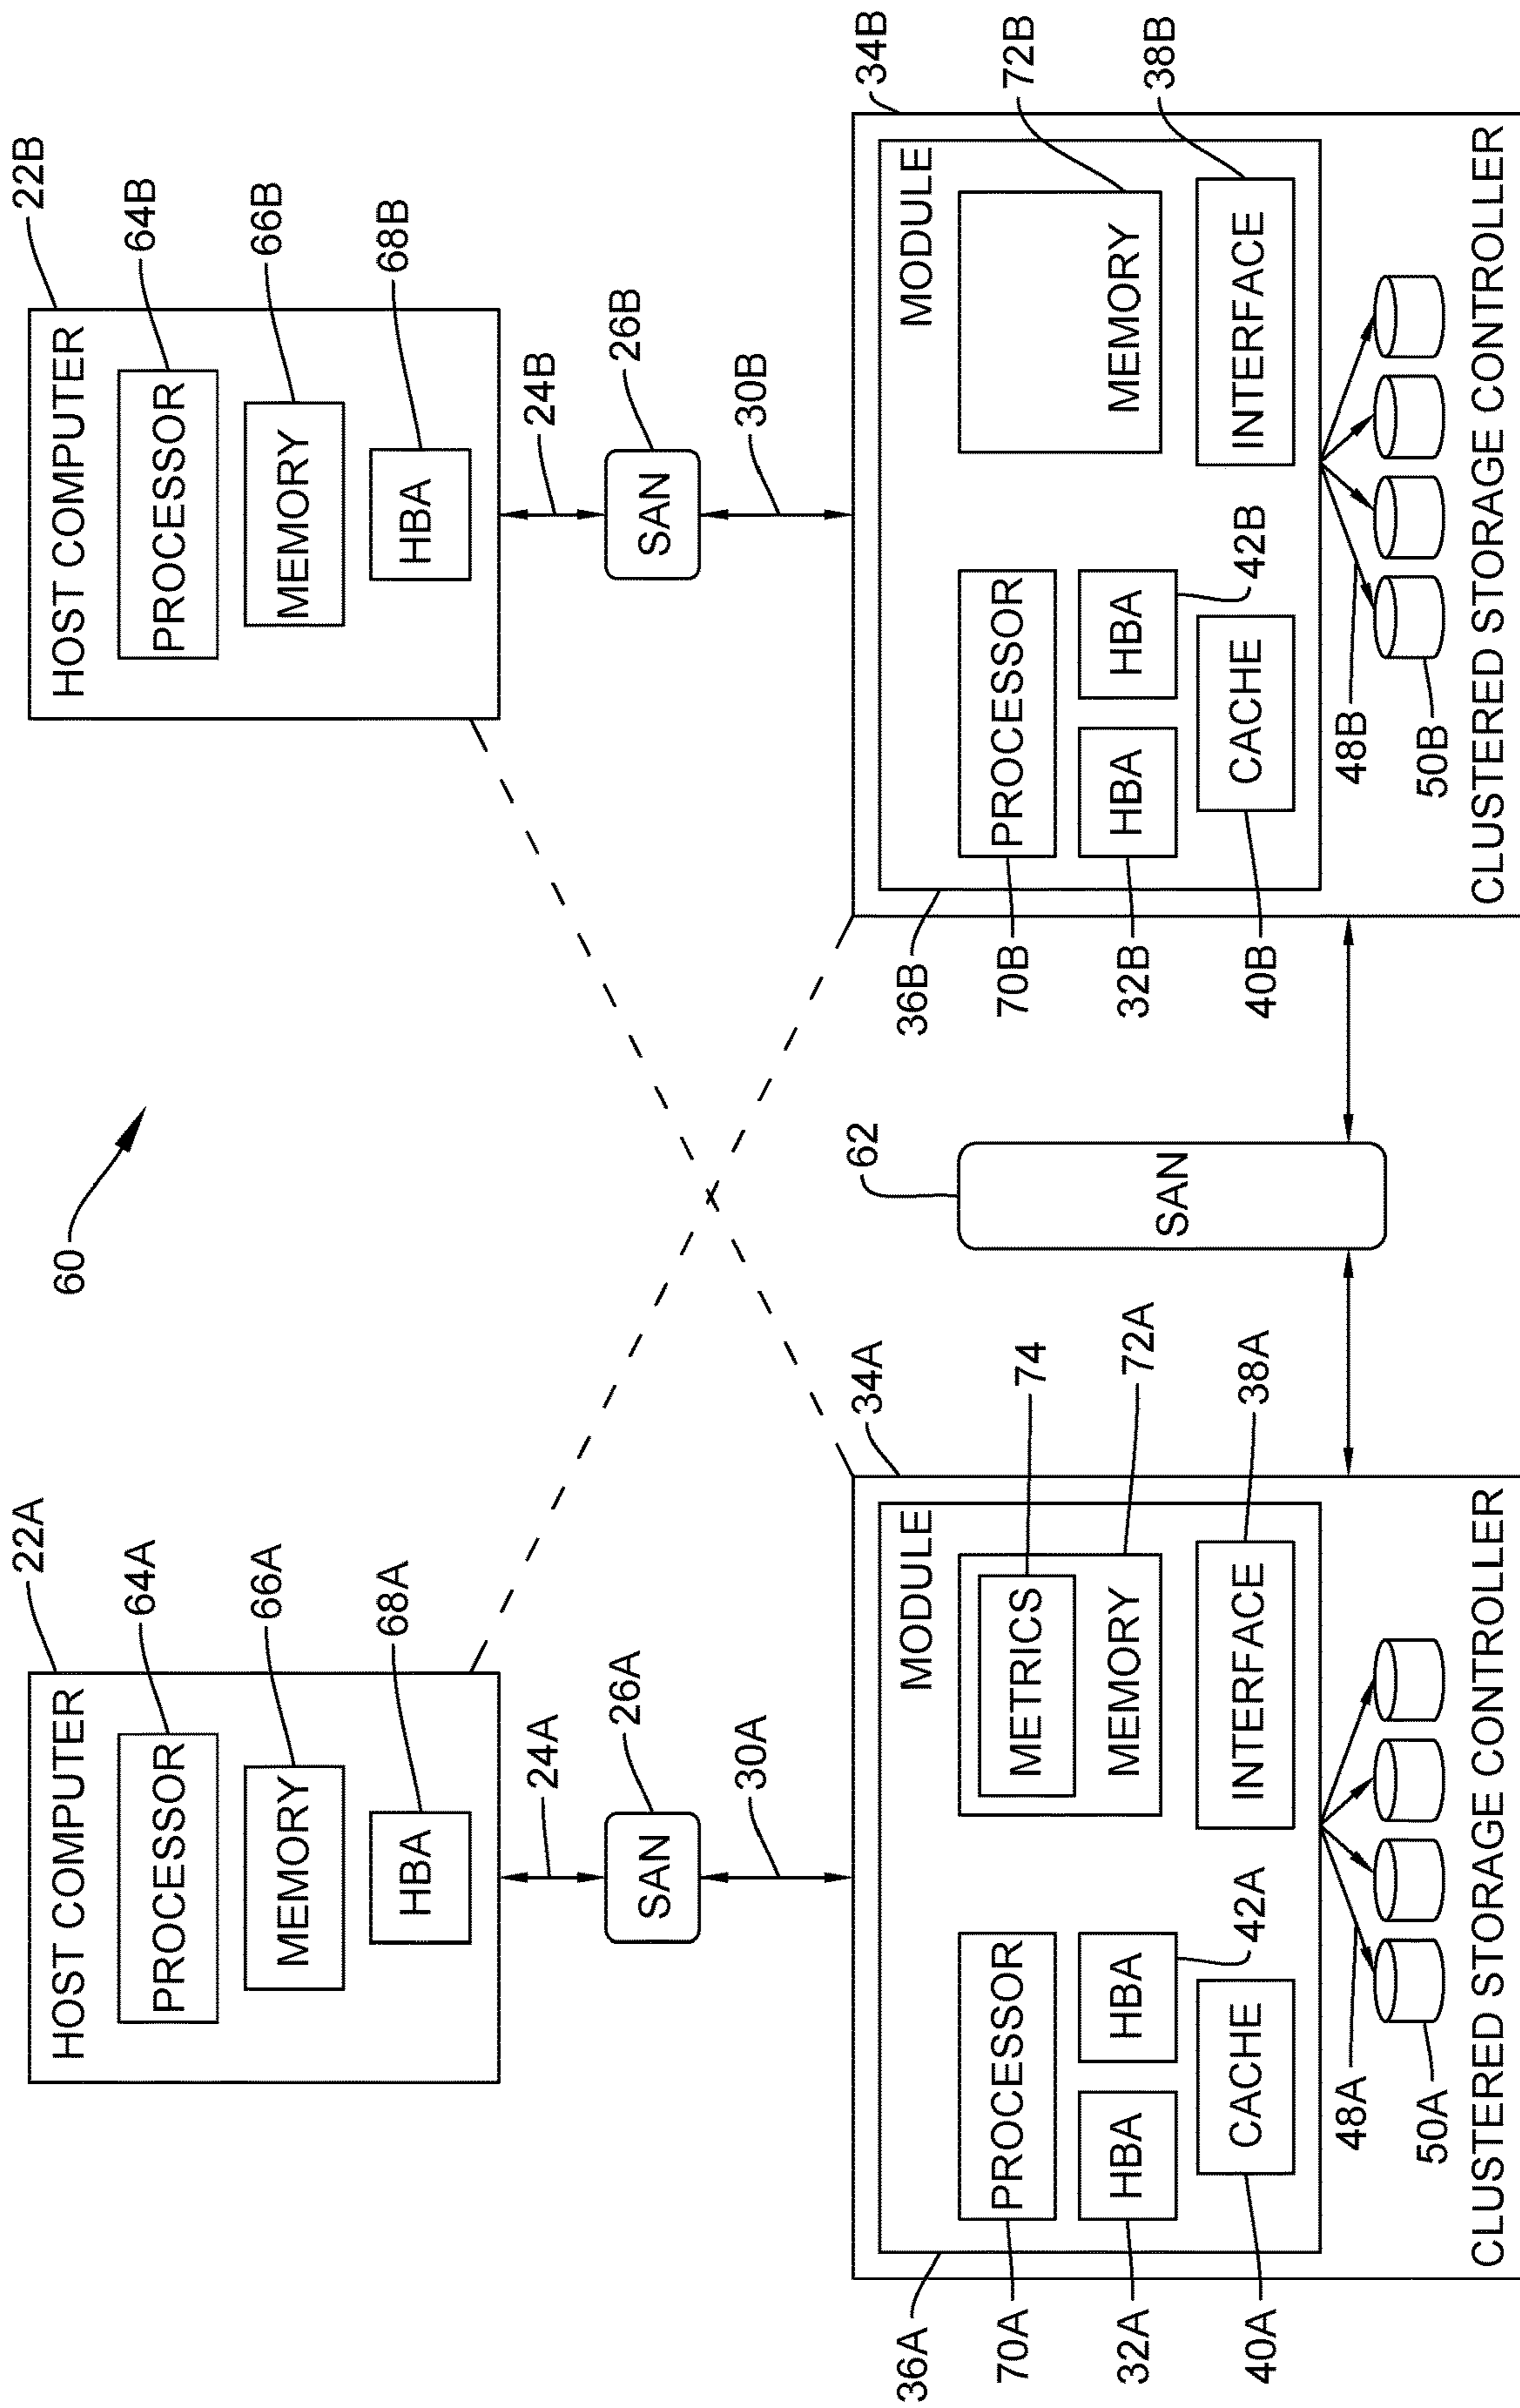 60
22A
HOST COMPUTER
PROCESSOR
64A
MEMORY
66A
HBA
68A
24A
SAN
26A
30A
34A
MODULE
36A
PROCESSOR
70A
METRICS
74
MEMORY
72A
HBA
32A
HBA
42A
CACHE
40A
INTERFACE
38A
48A
50A
CLUSTERED STORAGE CONTROLLER
62
SAN
22B
HOST COMPUTER
PROCESSOR
64B
MEMORY
66B
HBA
68B
24B
SAN
26B
30B
34B
MODULE
36B
PROCESSOR
70B
MEMORY
72B
HBA
32B
HBA
42B
CACHE
40B
INTERFACE
38B
48B
50B
CLUSTERED STORAGE CONTROLLER